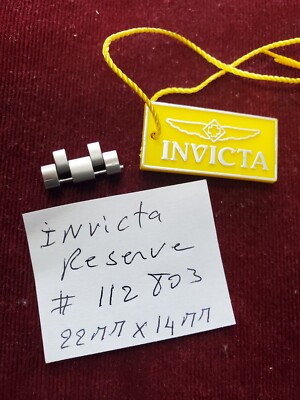 INVICTA
Invicta
Reserve
# 112803
22mm x 14mm